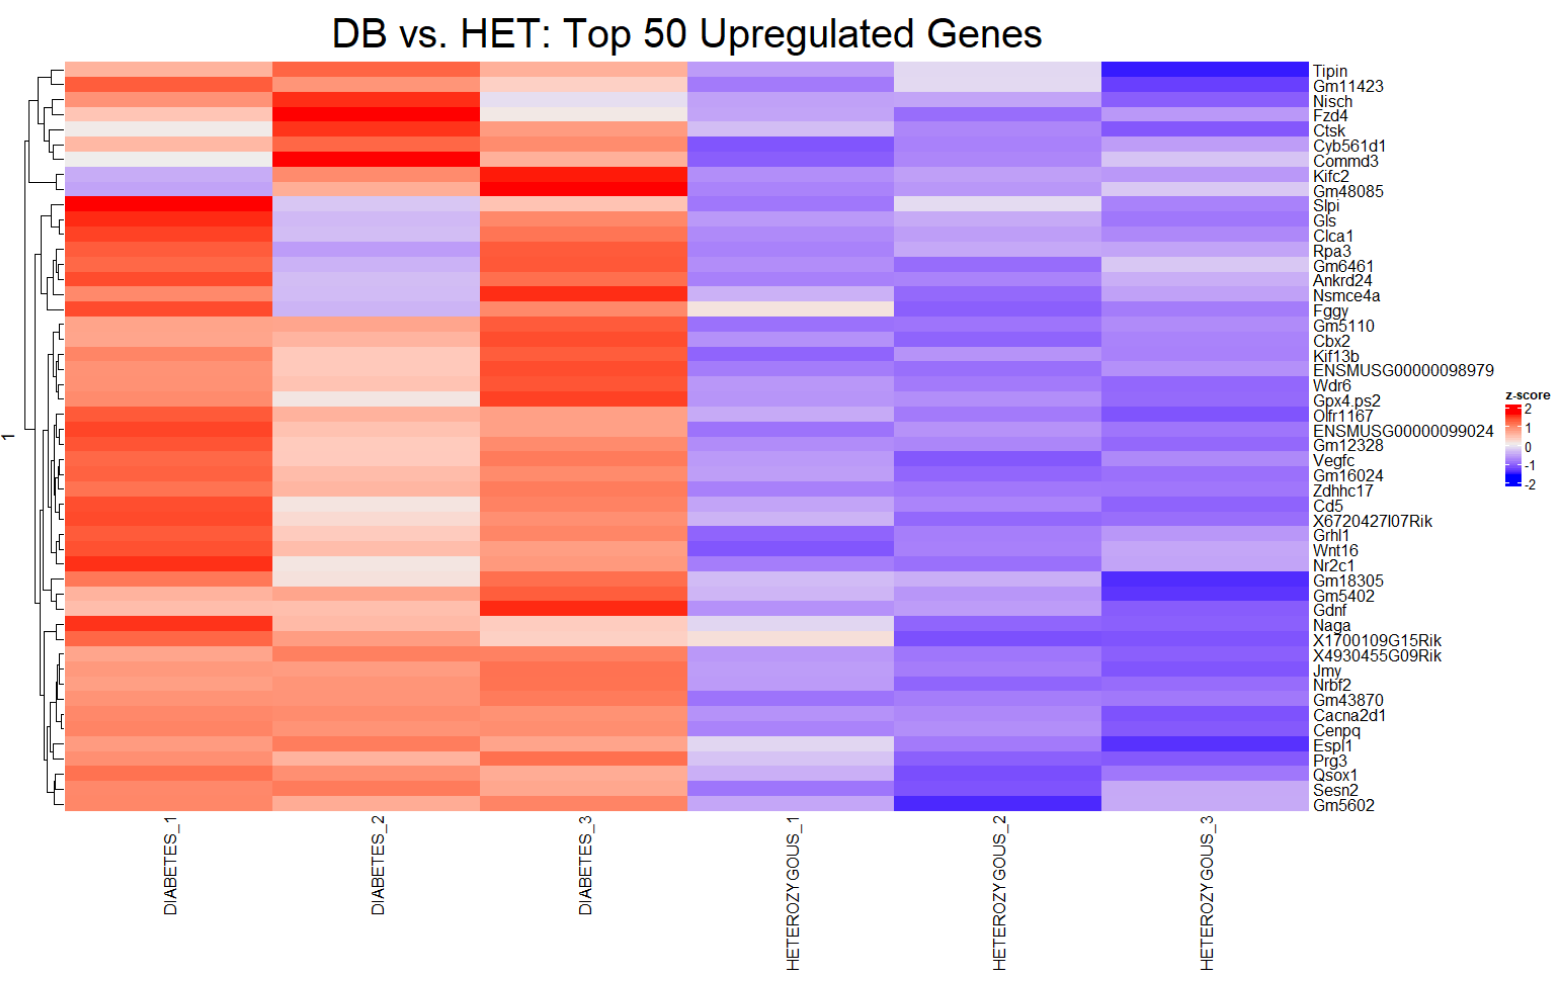 DB vs. HET: Top 50 Upregulated Genes
1
Tipin
Gm11423
Nisch
Fzd4
Ctsk
Cyb561d1
Commd3
Kifc2
Gm48085
Slpi
Gls
Clca1
Rpa3
Gm6461
Ankrd24
Nsmce4a
Fggy
Gm5110
Cbx2
Kif13b
ENSMUSG00000098979
Wdr6
Gpx4.ps2
Olfr1167
ENSMUSG00000099024
Gm12328
Vegfc
Gm16024
Zdhhc17
Cd5
X6720427I07Rik
Grhl1
Wnt16
Nr2c1
Gm18305
Gm5402
Gdnf
Naga
X1700109G15Rik
X4930455G09Rik
Jmy
Nrbf2
Gm43870
Cacna2d1
Cenpq
Espl1
Prg3
Qsox1
Sesn2
Gm5602
z-score
2
1
0
-1
-2
DIABETES_1
DIABETES_2
DIABETES_3
HETEROZYGOUS_1
HETEROZYGOUS_2
HETEROZYGOUS_3